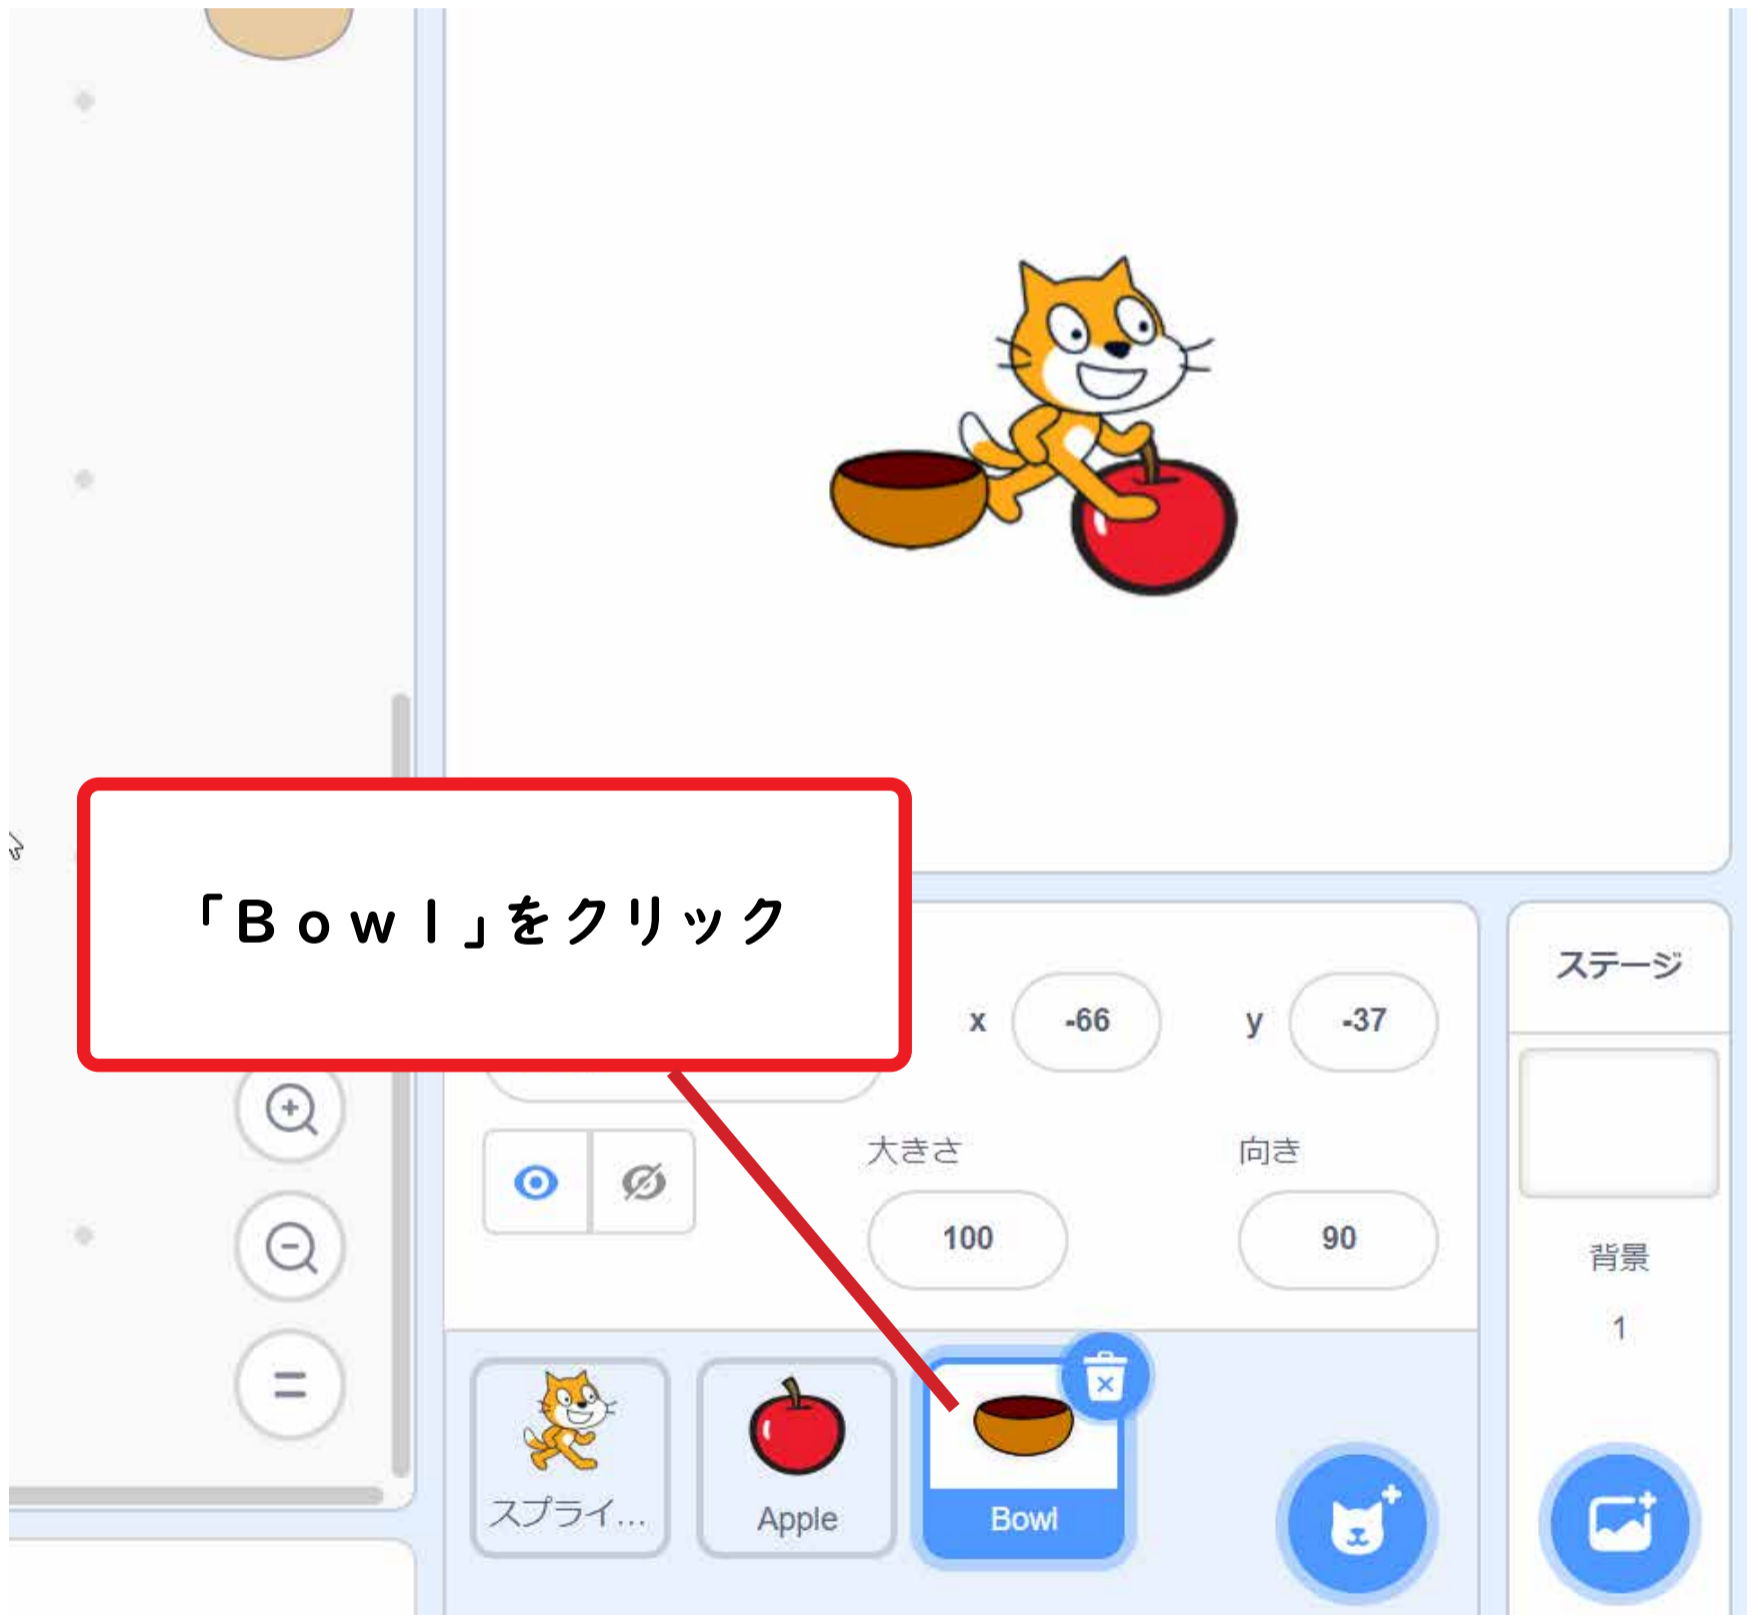 「Ｂｏｗｌ」をクリック
ステージ
x -66 y -37
大きさ 向き
100 90
背景
1
スプライ... Apple Bowl